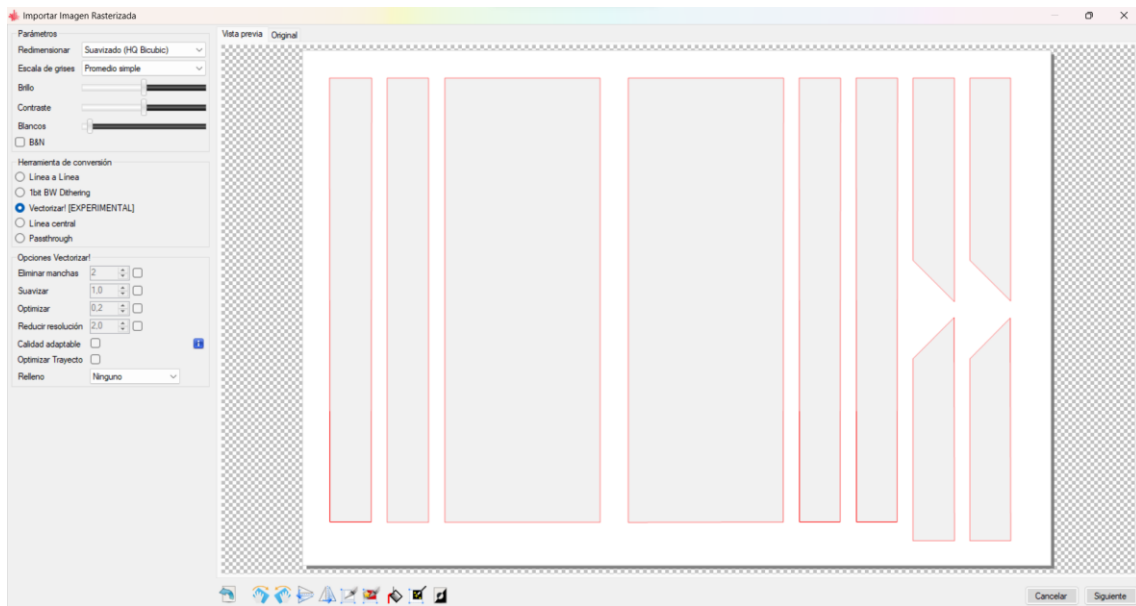 Importar Imagen Rasterizada
Parámetros
Redimensionar Suavizado (HQ Bicubic)
Escala de grises Promedio simple
Brillo
Contraste
Blancos
B&N
Herramienta de conversión
Línea a Línea
1bit BW Dithering
Vectorizar! [EXPERIMENTAL]
Línea central
Passthrough
Opciones Vectorizar!
Eliminar manchas 2
Suavizar 1,0
Optimizar 0,2
Reducir resolución 2,0
Calidad adaptable
Optimizar Trayecto
Relleno Ninguno
Vista previa Original
Cancelar Siguiente